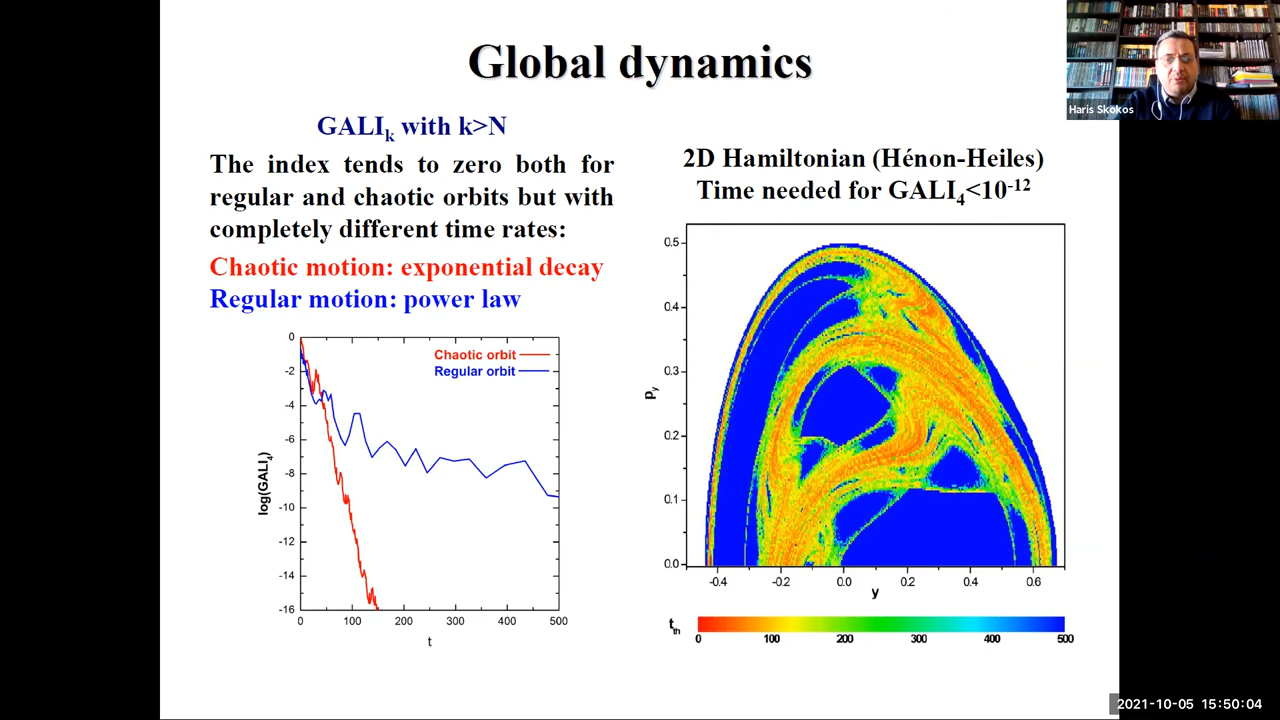 Global dynamics
GALIk with k>N
The index tends to zero both for
regular and chaotic orbits but with
completely different time rates:
Chaotic motion: exponential decay
Regular motion: power law
0
-2
-4
-6
-8
-10
-12
-14
-16
log(GALI4)
Chaotic orbit
Regular orbit
0 100 200 300 400 500
t
2D Hamiltonian (Hénon-Heiles)
Time needed for GALI4<10-12
0.5
0.4
0.3
0.2
0.1
0.0
py
-0.4 -0.2 0.0 0.2 0.4 0.6
y
tth
0 100 200 300 400 500
Haris Skokos
2021-10-05 15:50:04